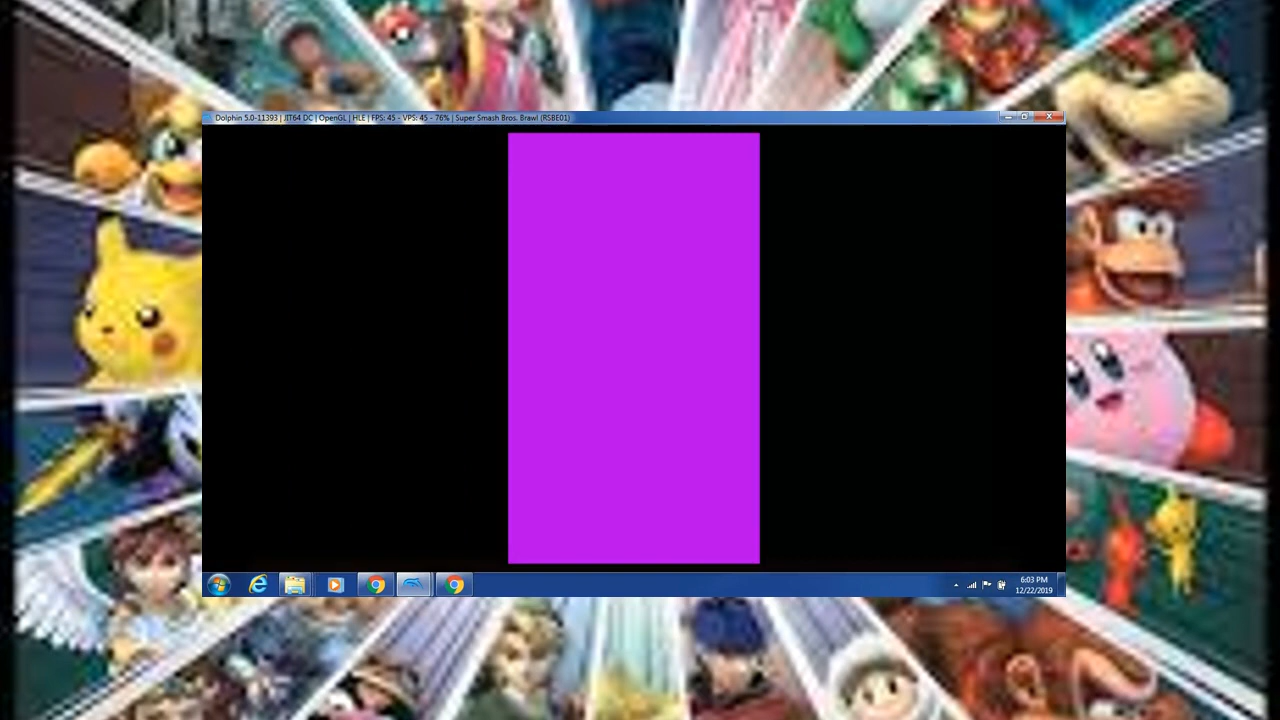 Dolphin 5.0-11393 | JIT64 DC | OpenGL | HLE | FPS: 45 - VPS: 45 - 76% | Super Smash Bros. Brawl (RSBE01)
6:03 PM
12/22/2019